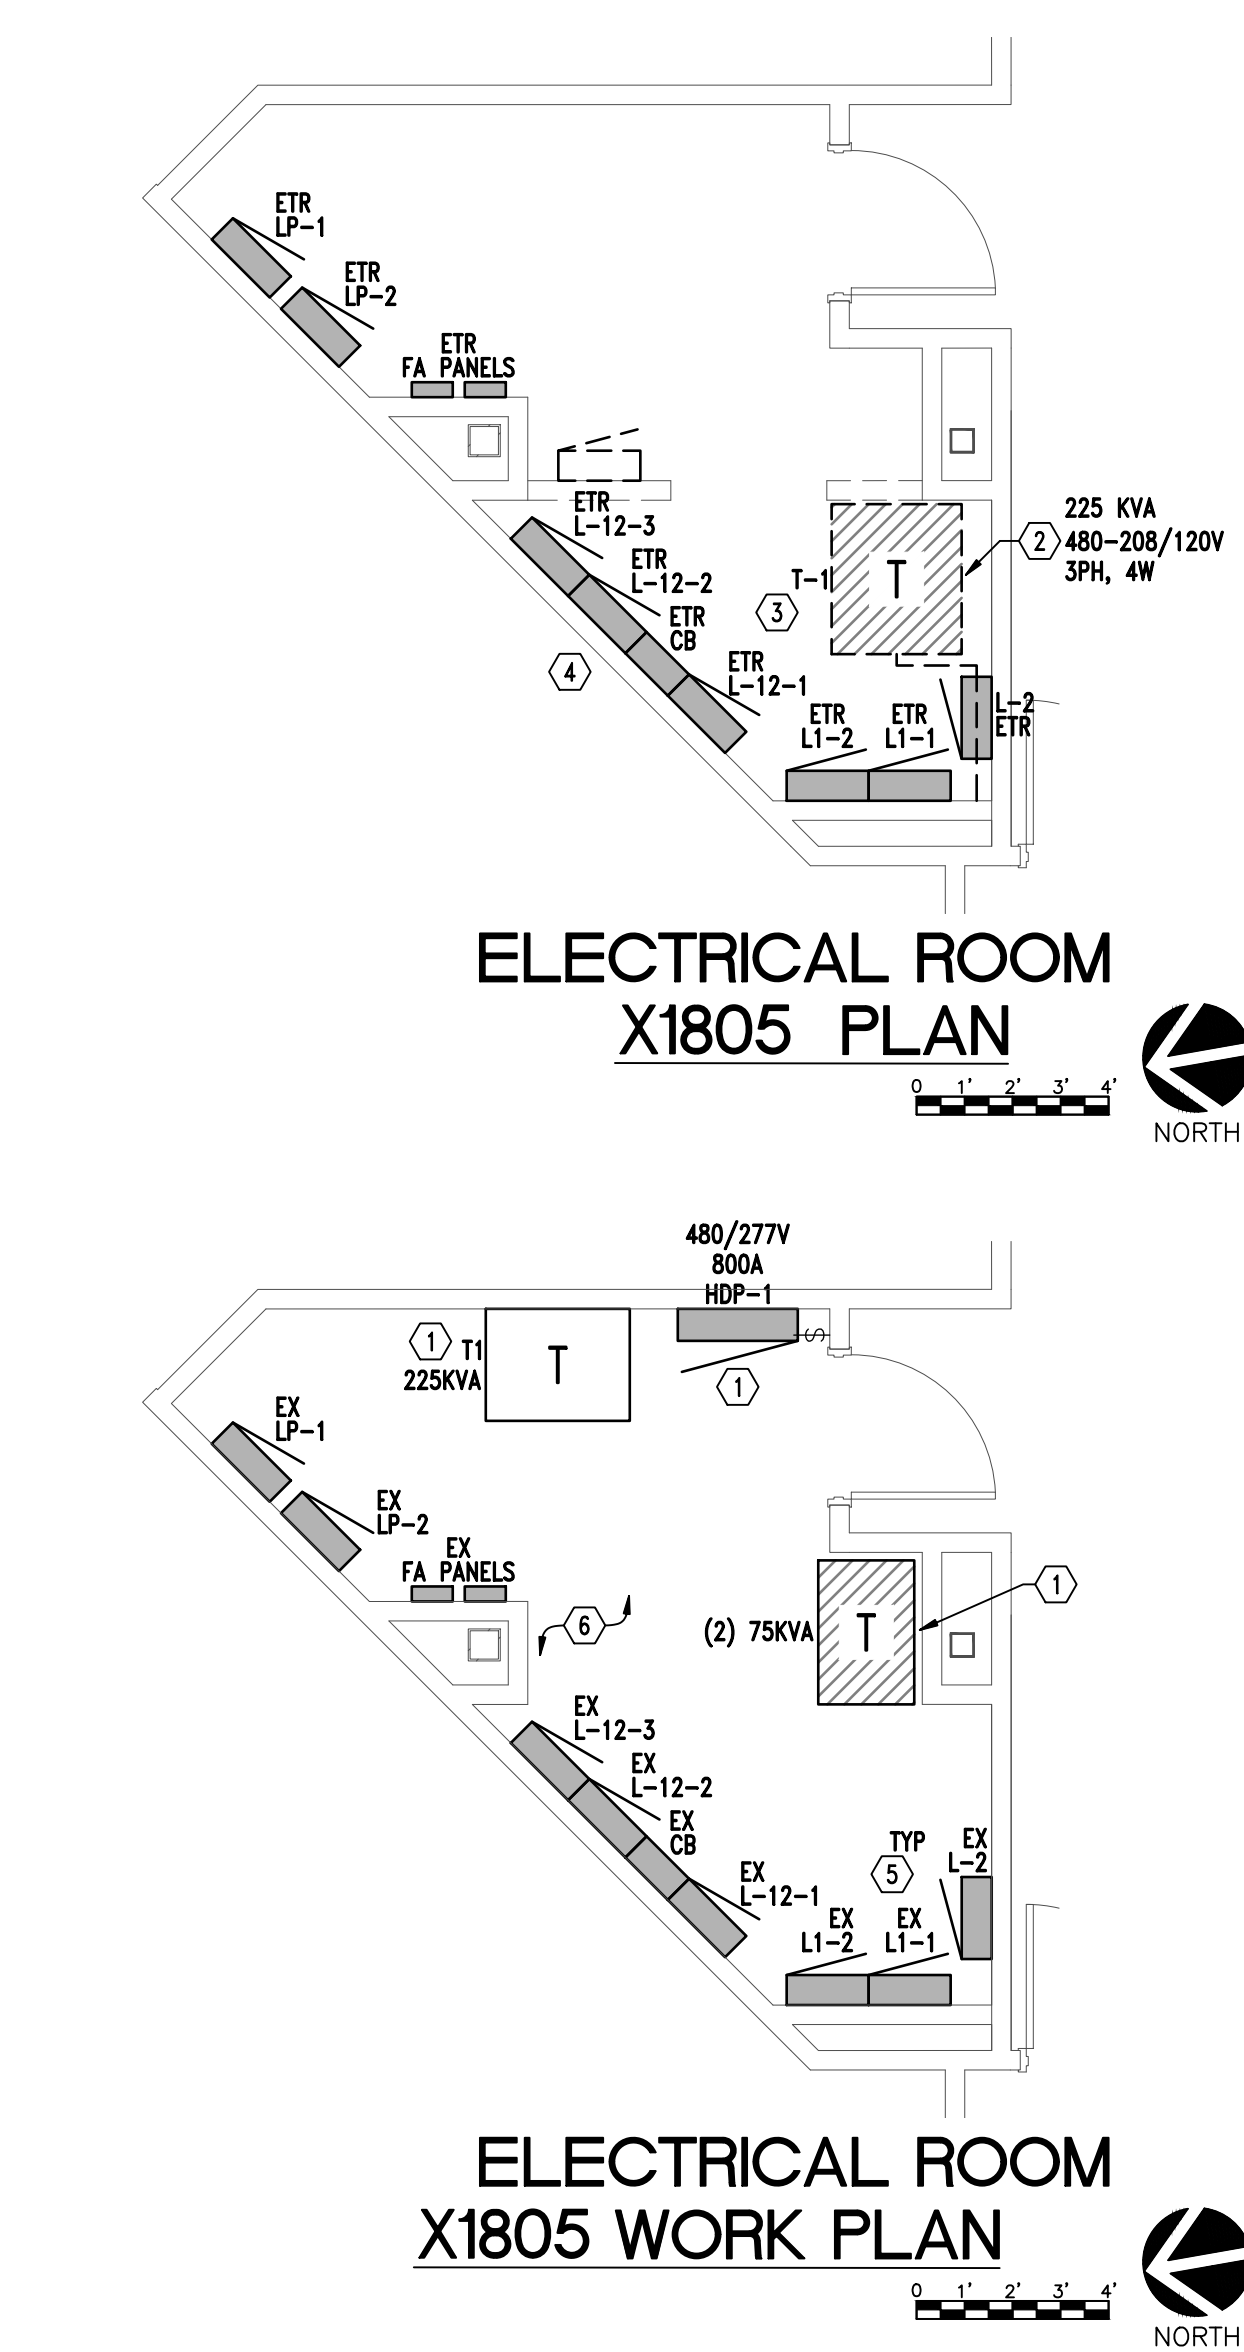 ETR
LP-1
ETR
LP-2
ETR
FA PANELS
ETR
L-12-3
ETR
L-12-2
ETR
CB
ETR
L-12-1
4
T-1
3
T
2
225 KVA
480-208/120V
3PH, 4W
L-2
ETR
ETR
L1-2
ETR
L1-1
ELECTRICAL ROOM
X1805 PLAN
0 1' 2' 3' 4'
NORTH
480/277V
800A
HDP-1
S
1
T1
225KVA
T
1
EX
LP-1
EX
LP-2
EX
FA PANELS
6
(2) 75KVA
T
1
EX
L-12-3
EX
L-12-2
EX
CB
EX
L-12-1
TYP
5
EX
L-2
EX
L1-2
EX
L1-1
ELECTRICAL ROOM
X1805 WORK PLAN
0 1' 2' 3' 4'
NORTH